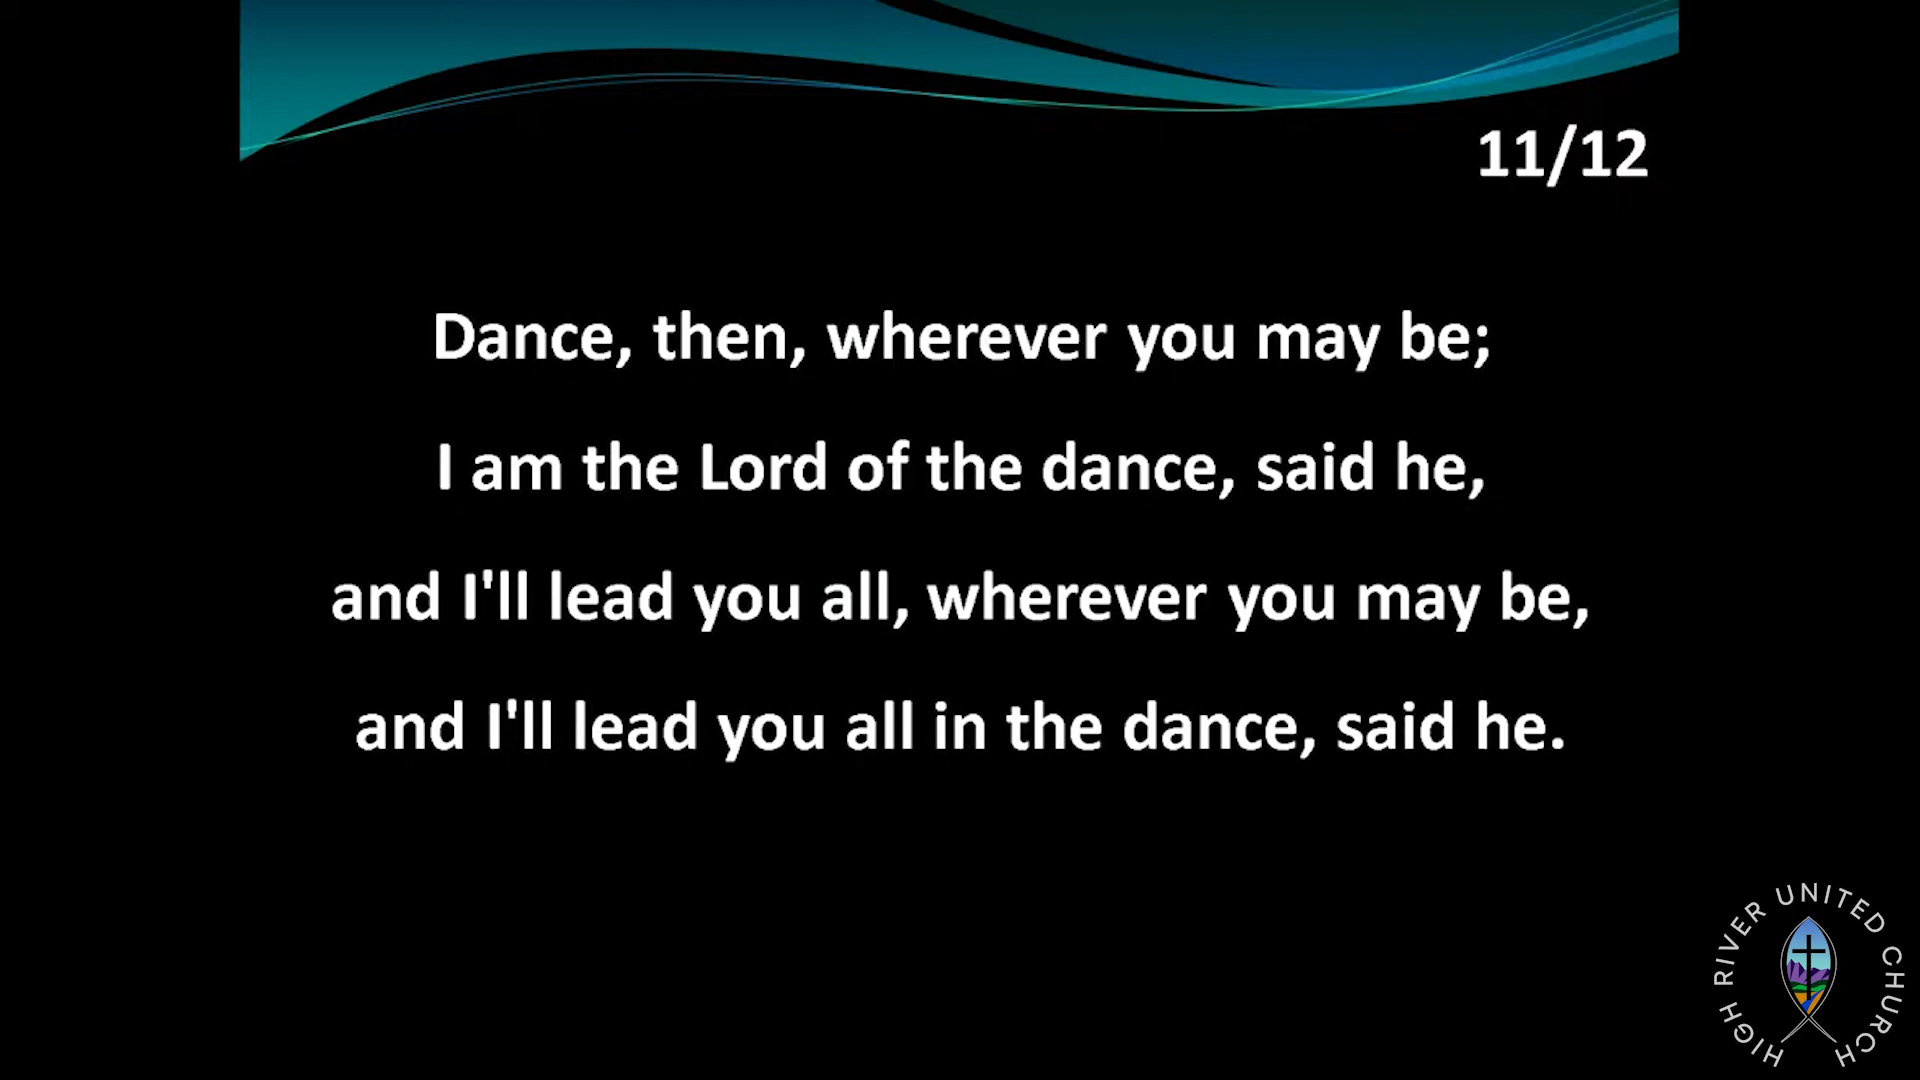 11/12
Dance, then, wherever you may be;
I am the Lord of the dance, said he,
and I'll lead you all, wherever you may be,
and I'll lead you all in the dance, said he.
HIGH RIVER UNITED CHURCH